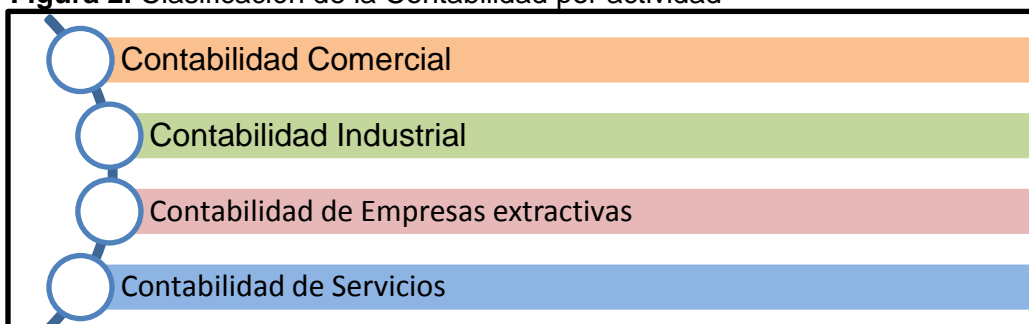 Figura 2. Clasificación de la Contabilidad por actividad
Contabilidad Comercial
Contabilidad Industrial
Contabilidad de Empresas extractivas
Contabilidad de Servicios